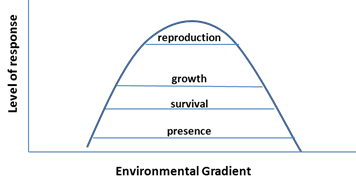 Level of response
reproduction
growth
survival
presence
Environmental Gradient